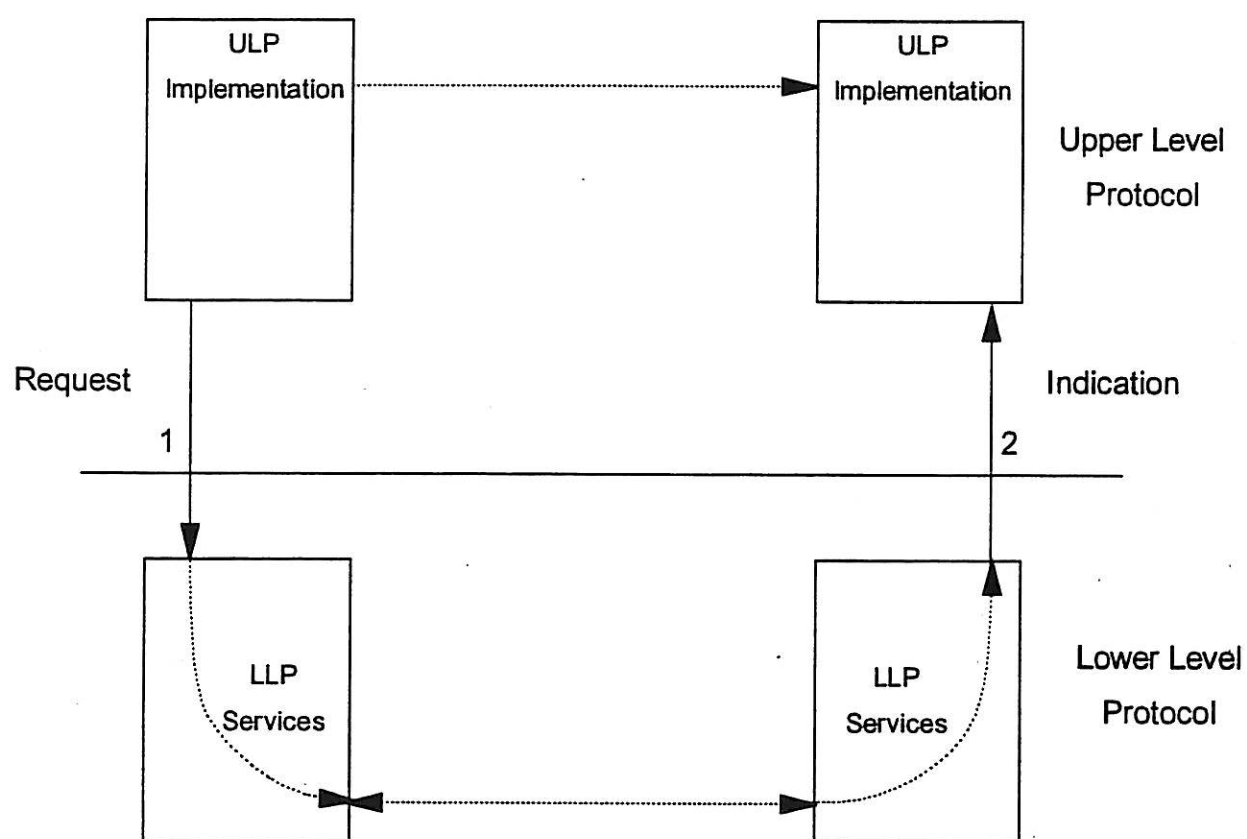 ULP
Implementation
ULP
Implementation
Upper Level
Protocol
Request
Indication
1
2
LLP
Services
LLP
Services
Lower Level
Protocol